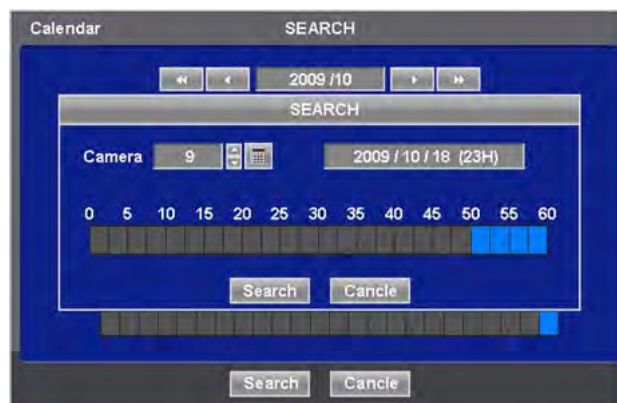 Calendar SEARCH
2009 /10
SEARCH
Camera 9 2009 / 10 / 18 (23H)
0 5 10 15 20 25 30 35 40 45 50 55 60
Search Cancle
Search Cancle